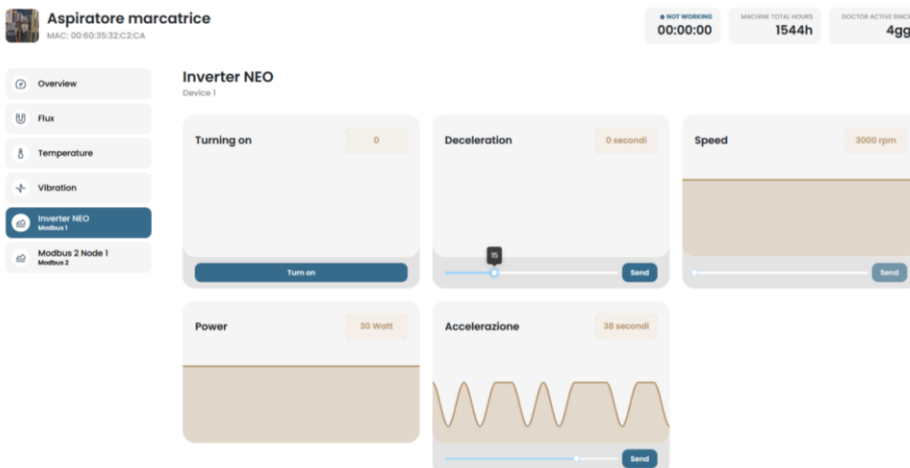 Aspiratore marcatrice
MAC: 00:60:35:32:C2:CA
NOT WORKING
00:00:00
MACHINE TOTAL HOURS
1544h
DOCTOR ACTIVE SINCE
4gg
Overview
Flux
Temperature
Vibration
Inverter NEO
Modbus 1
Modbus 2 Node 1
Modbus 2
Inverter NEO
Device 1
Turning on
0
Turn on
Deceleration
0 secondi
15
Send
Speed
3000 rpm
Send
Power
30 Watt
Accelerazione
38 secondi
Send